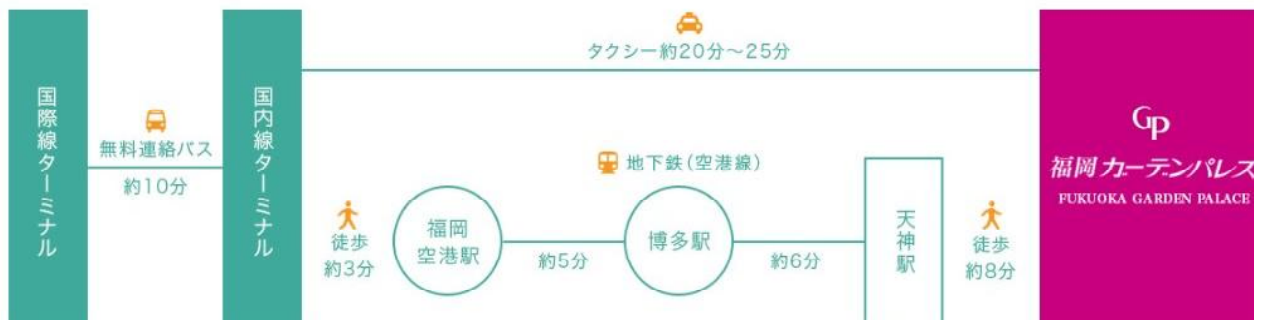 国際線ターミナル
無料連絡バス
約10分
国内線ターミナル
タクシー約20分～25分
地下鉄(空港線)
徒歩
約3分
福岡
空港駅
約5分
博多駅
約6分
天神駅
徒歩
約8分
GP
福岡ガーデンパレス
FUKUOKA GARDEN PALACE